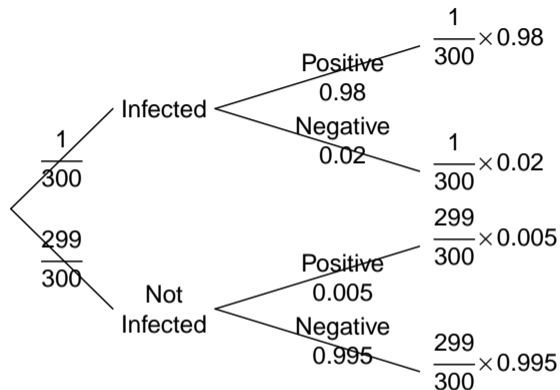 1
300 × 0.98
Positive
0.98
Infected
Negative
0.02
1
300
1
300 × 0.02
299
300 × 0.005
299
300
Positive
0.005
Not
Infected
Negative
0.995
299
300 × 0.995